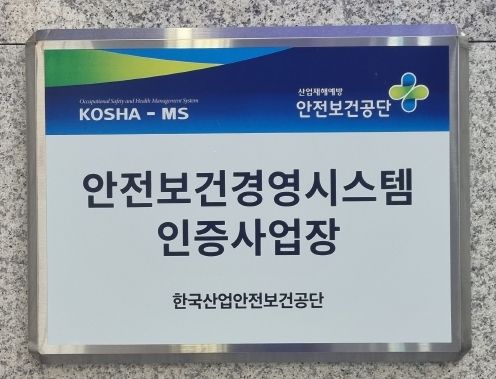 Occupational Safety and Health Management System
KOSHA - MS
산업재해예방
안전보건공단
안전보건경영시스템
인증사업장
한국산업안전보건공단